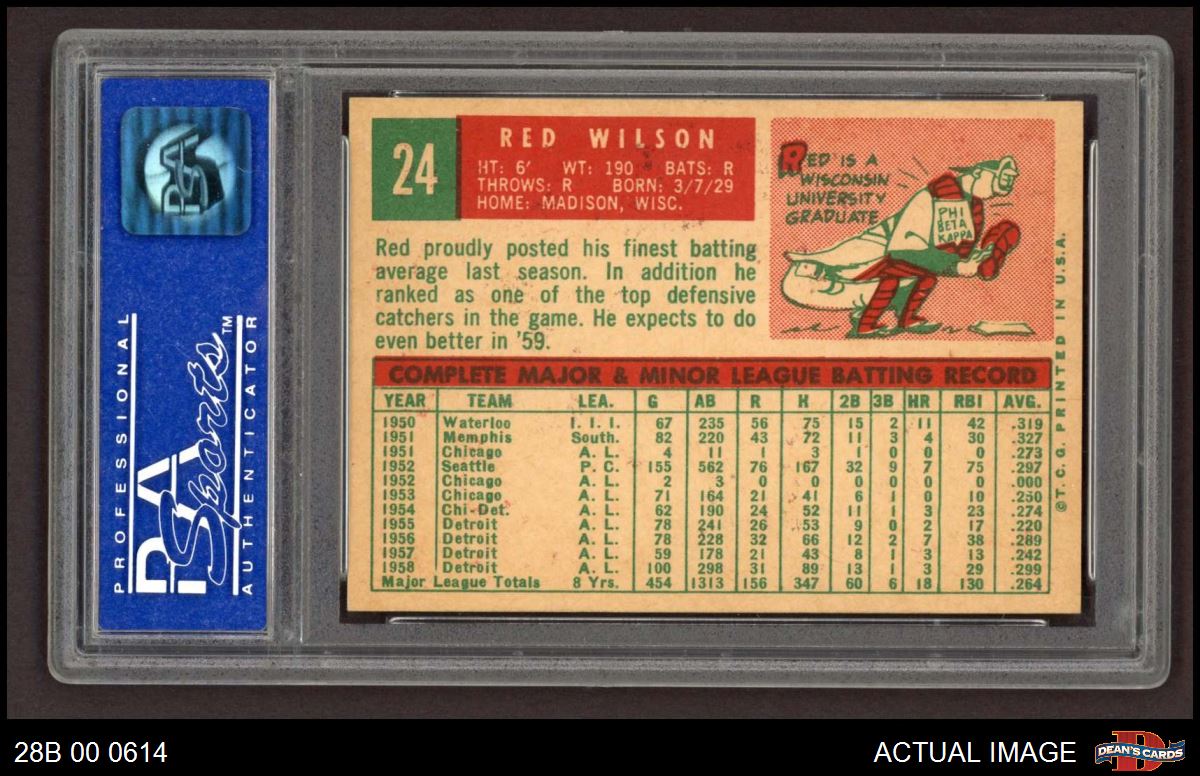 PSA
PROFESSIONAL
PSA Sports™
AUTHENTICATOR
24
RED WILSON
HT: 6' WT: 190 BATS: R
THROWS: R BORN: 3/7/29
HOME: MADISON, WISC.
Red proudly posted his finest batting
average last season. In addition he
ranked as one of the top defensive
catchers in the game. He expects to do
even better in '59.
RED IS A
WISCONSIN
UNIVERSITY
GRADUATE
PHI
BETA
KAPPA
©T.C.G. PRINTED IN U.S.A.
COMPLETE MAJOR & MINOR LEAGUE BATTING RECORD
YEAR TEAM LEA. G AB R H 2B 3B HR RBI AVG.
1950 Waterloo I. I. I. 67 235 56 75 15 2 11 42 .319
1951 Memphis South. 82 220 43 72 11 3 4 30 .327
1951 Chicago A. L. 4 11 1 3 1 0 0 0 .273
1952 Seattle P. C. 155 562 76 167 32 9 7 75 .297
1952 Chicago A. L. 2 3 0 0 0 0 0 0 .000
1953 Chicago A. L. 71 164 21 41 6 1 0 10 .250
1954 Chi.-Det. A. L. 62 190 24 52 11 1 3 23 .274
1955 Detroit A. L. 78 241 26 53 9 0 2 17 .220
1956 Detroit A. L. 78 228 32 66 12 2 7 38 .289
1957 Detroit A. L. 59 178 21 43 8 1 3 13 .242
1958 Detroit A. L. 100 298 31 89 13 1 3 29 .299
Major League Totals 8 Yrs. 454 1313 156 347 60 6 18 130 .264
28B 00 0614
ACTUAL IMAGE
DEAN'S CARDS